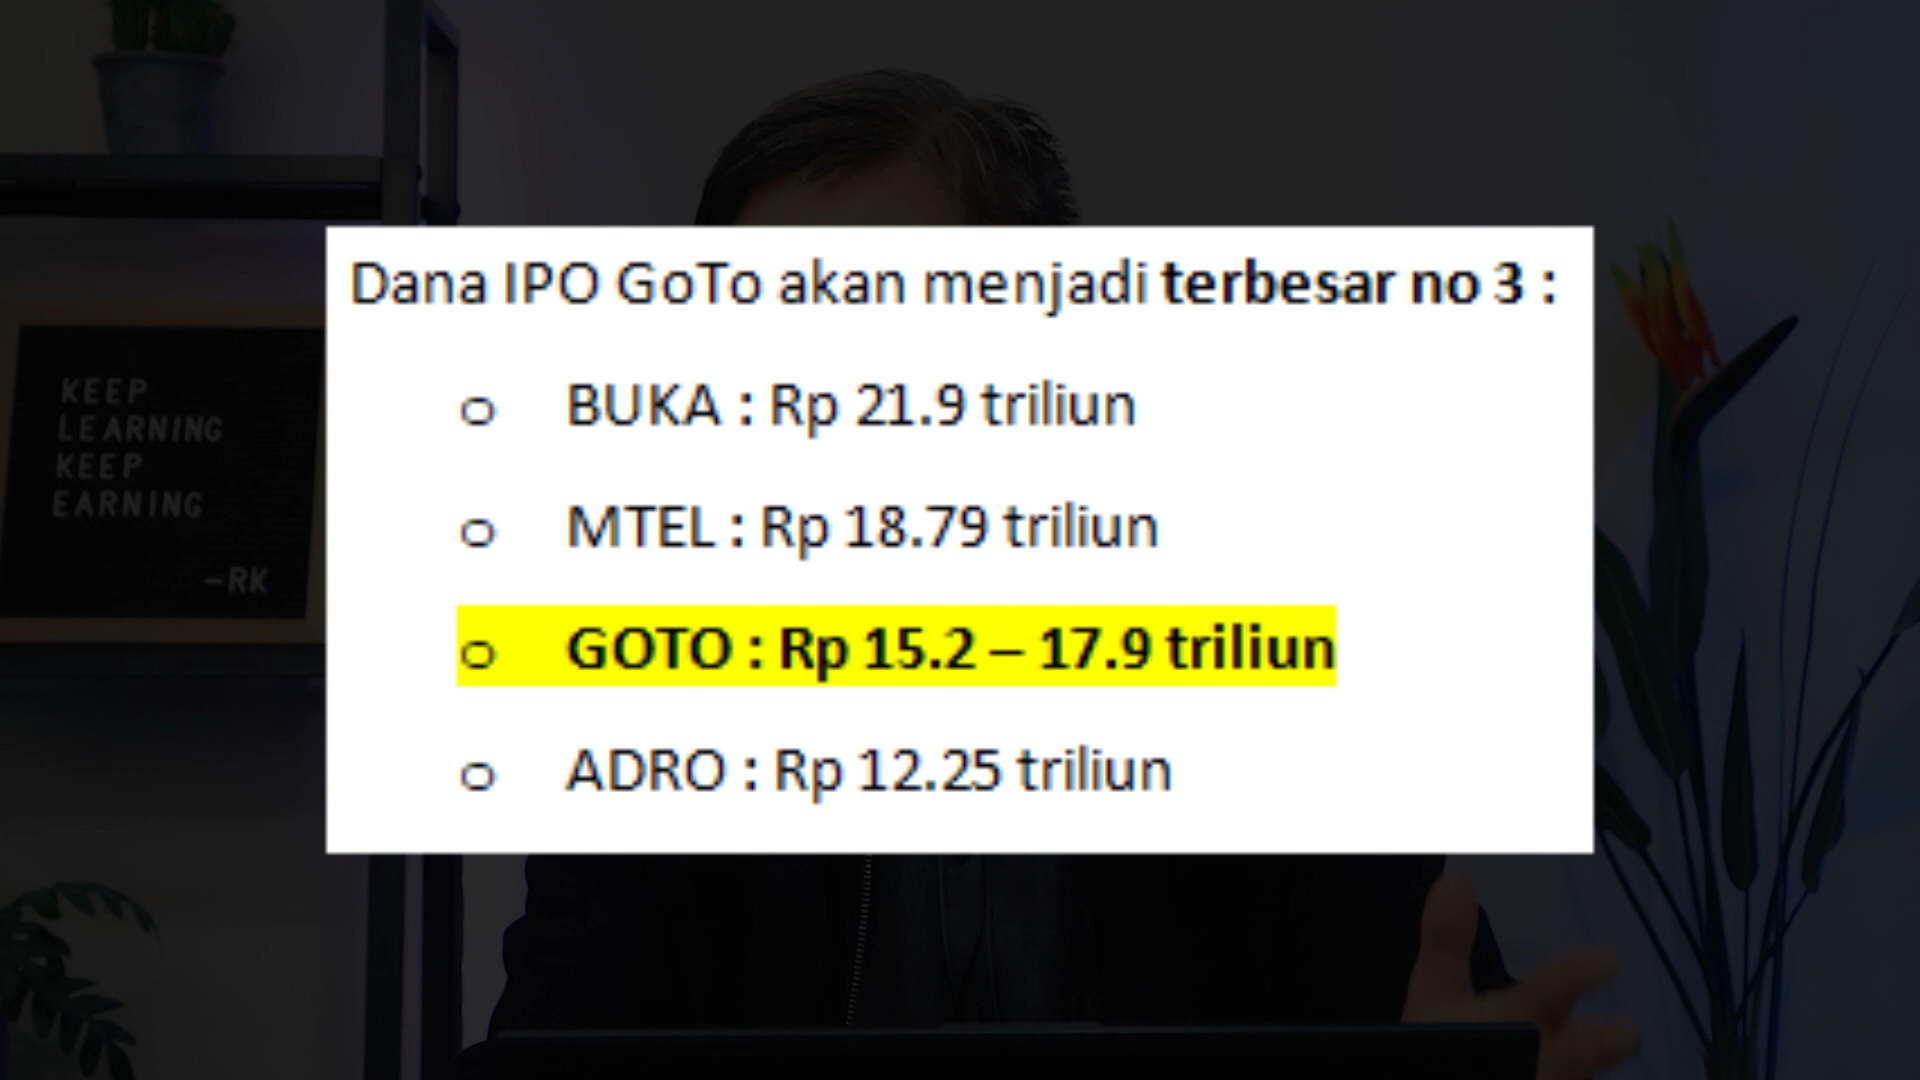 Dana IPO GoTo akan menjadi terbesar no 3 :
o BUKA : Rp 21.9 triliun
o MTEL : Rp 18.79 triliun
o GOTO : Rp 15.2 – 17.9 triliun
o ADRO : Rp 12.25 triliun
KEEP
LEARNING
KEEP
EARNING
–RK